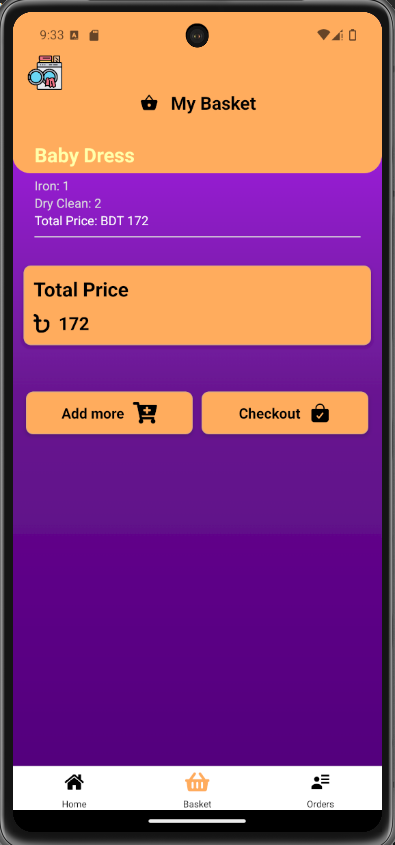 9:33
My Basket
Baby Dress
Iron: 1
Dry Clean: 2
Total Price: BDT 172
Total Price
৳ 172
Add more
Checkout
Home
Basket
Orders